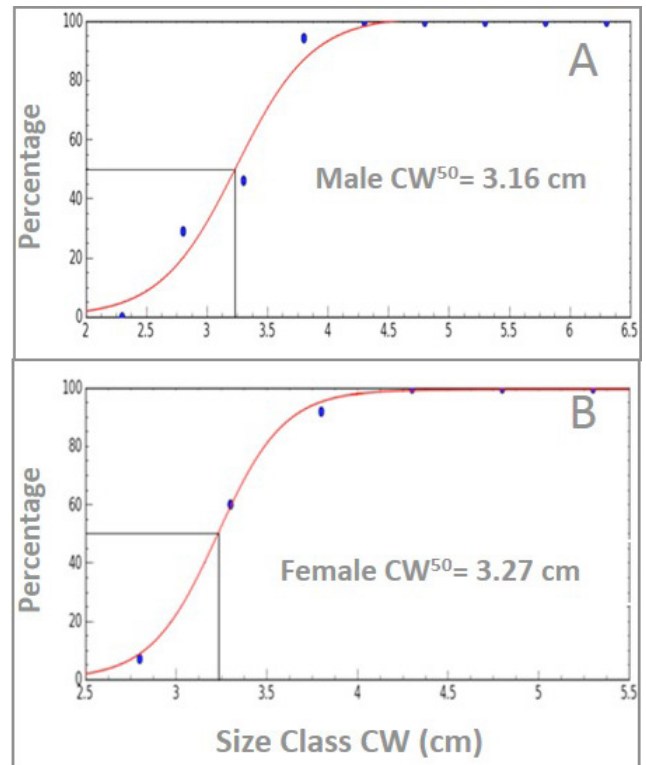 100
80
60
40
20
0
Percentage
A
Male CW50= 3.16 cm
2 2.5 3 3.5 4 4.5 5 5.5 6 6.5
100
80
60
40
20
0
Percentage
B
Female CW50= 3.27 cm
2.5 3 3.5 4 4.5 5 5.5
Size Class CW (cm)